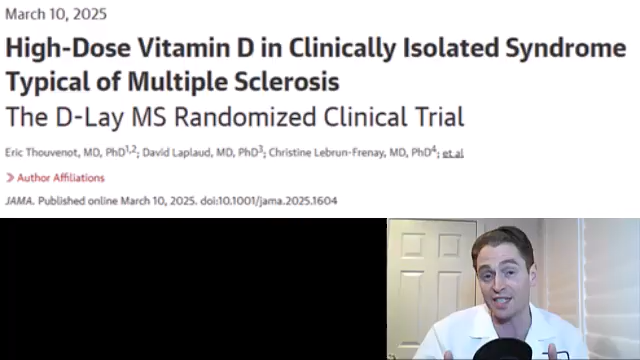 March 10, 2025
High-Dose Vitamin D in Clinically Isolated Syndrome
Typical of Multiple Sclerosis
The D-Lay MS Randomized Clinical Trial
Eric Thouvenot, MD, PhD1,2; David Laplaud, MD, PhD3; Christine Lebrun-Frenay, MD, PhD4; et al
» Author Affiliations
JAMA. Published online March 10, 2025. doi:10.1001/jama.2025.1604